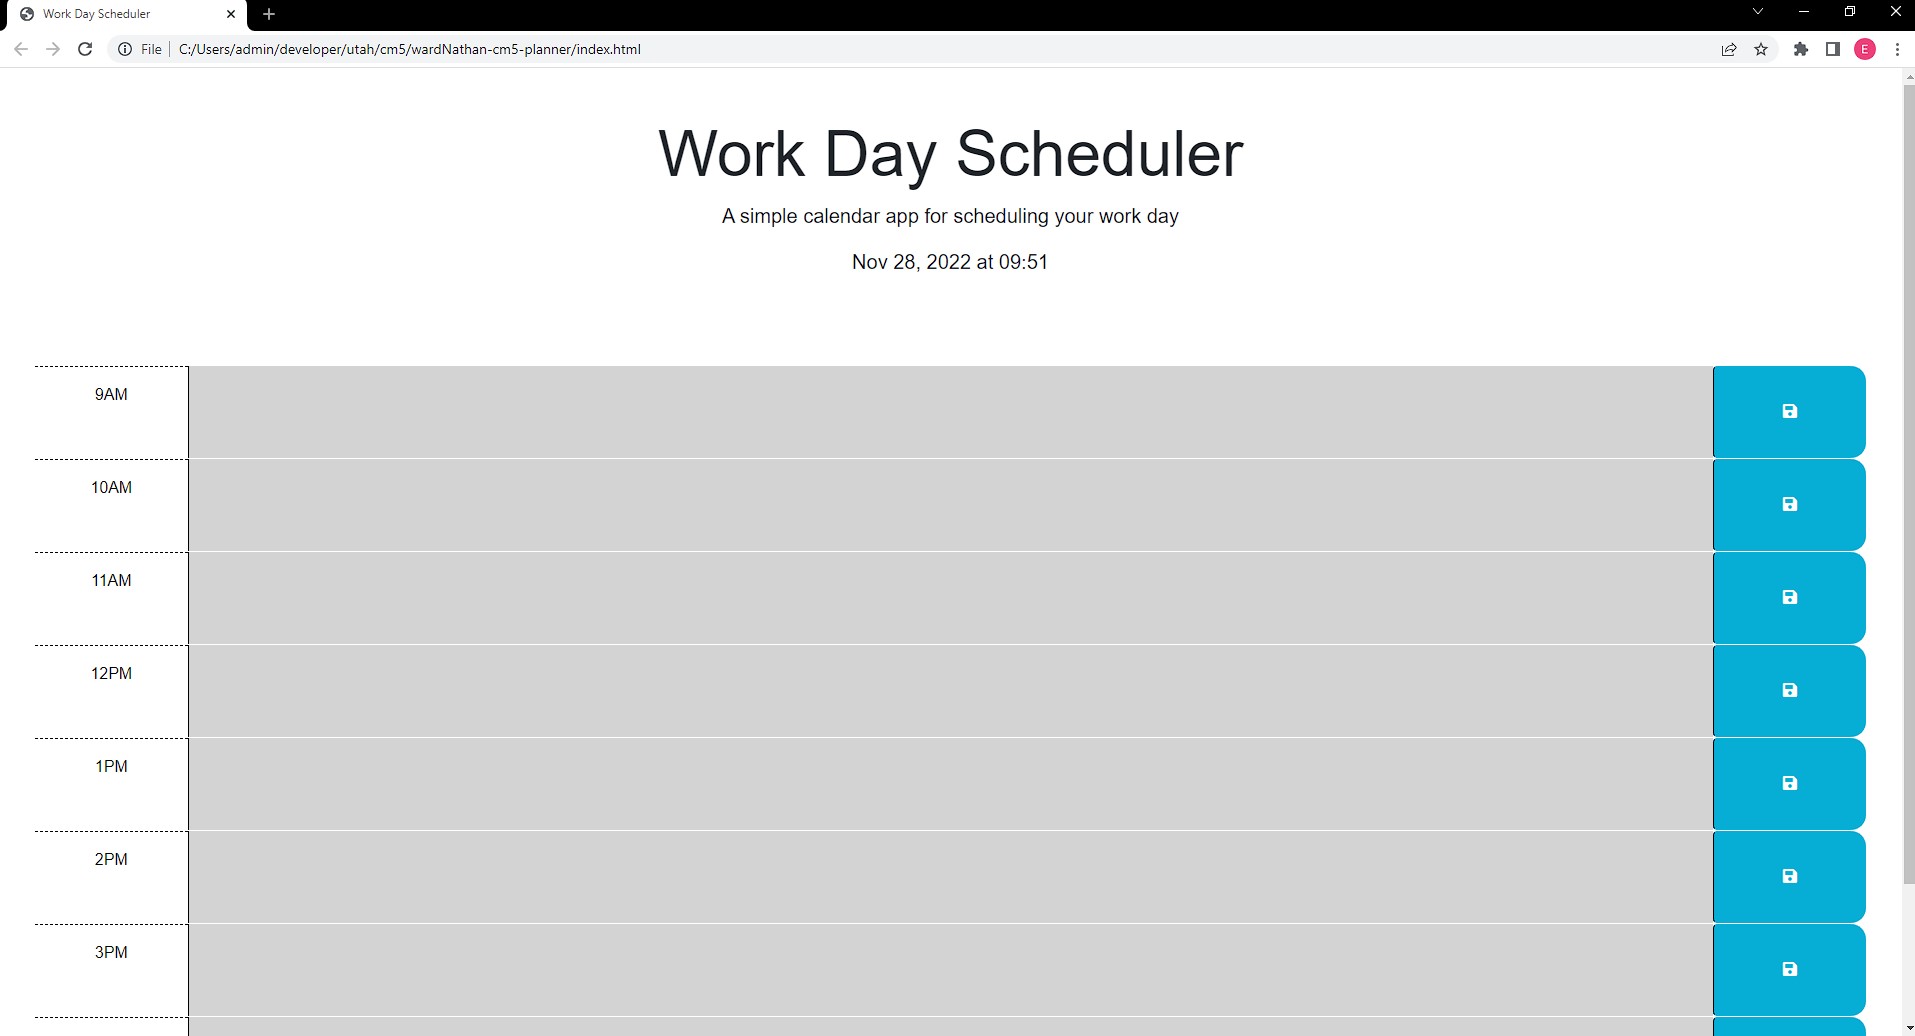 Work Day Scheduler
File C:/Users/admin/developer/utah/cm5/wardNathan-cm5-planner/index.html
E
Work Day Scheduler
A simple calendar app for scheduling your work day
Nov 28, 2022 at 09:51
9AM
10AM
11AM
12PM
1PM
2PM
3PM